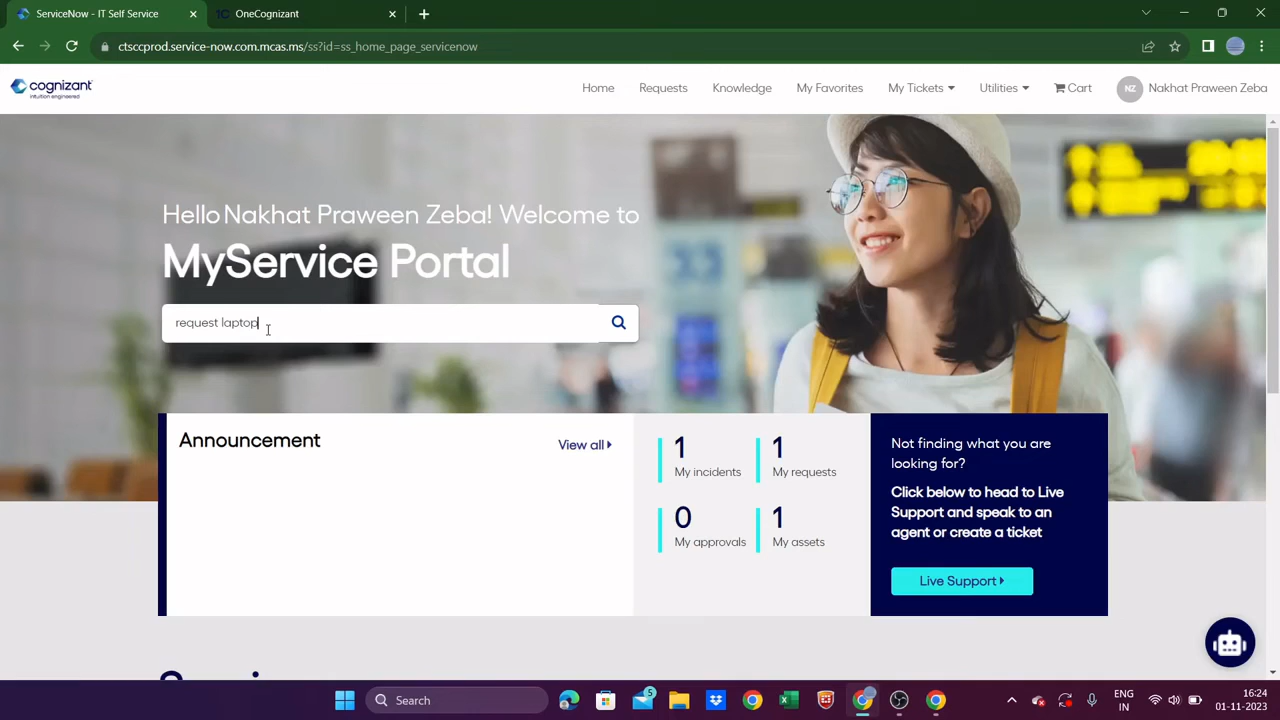 ServiceNow - IT Self Service
OneCognizant
ctsccprod.service-now.com.mcas.ms/ss?id=ss_home_page_servicenow
cognizant
intuition engineered
Home
Requests
Knowledge
My Favorites
My Tickets
Utilities
Cart
NZ
Nakhat Praween Zeba
Hello Nakhat Praween Zeba! Welcome to
MyService Portal
request laptop
Announcement
View all
1
My incidents
1
My requests
0
My approvals
1
My assets
Not finding what you are
looking for?
Click below to head to Live
Support and speak to an
agent or create a ticket
Live Support
Search
5
ENG
IN
16:24
01-11-2023